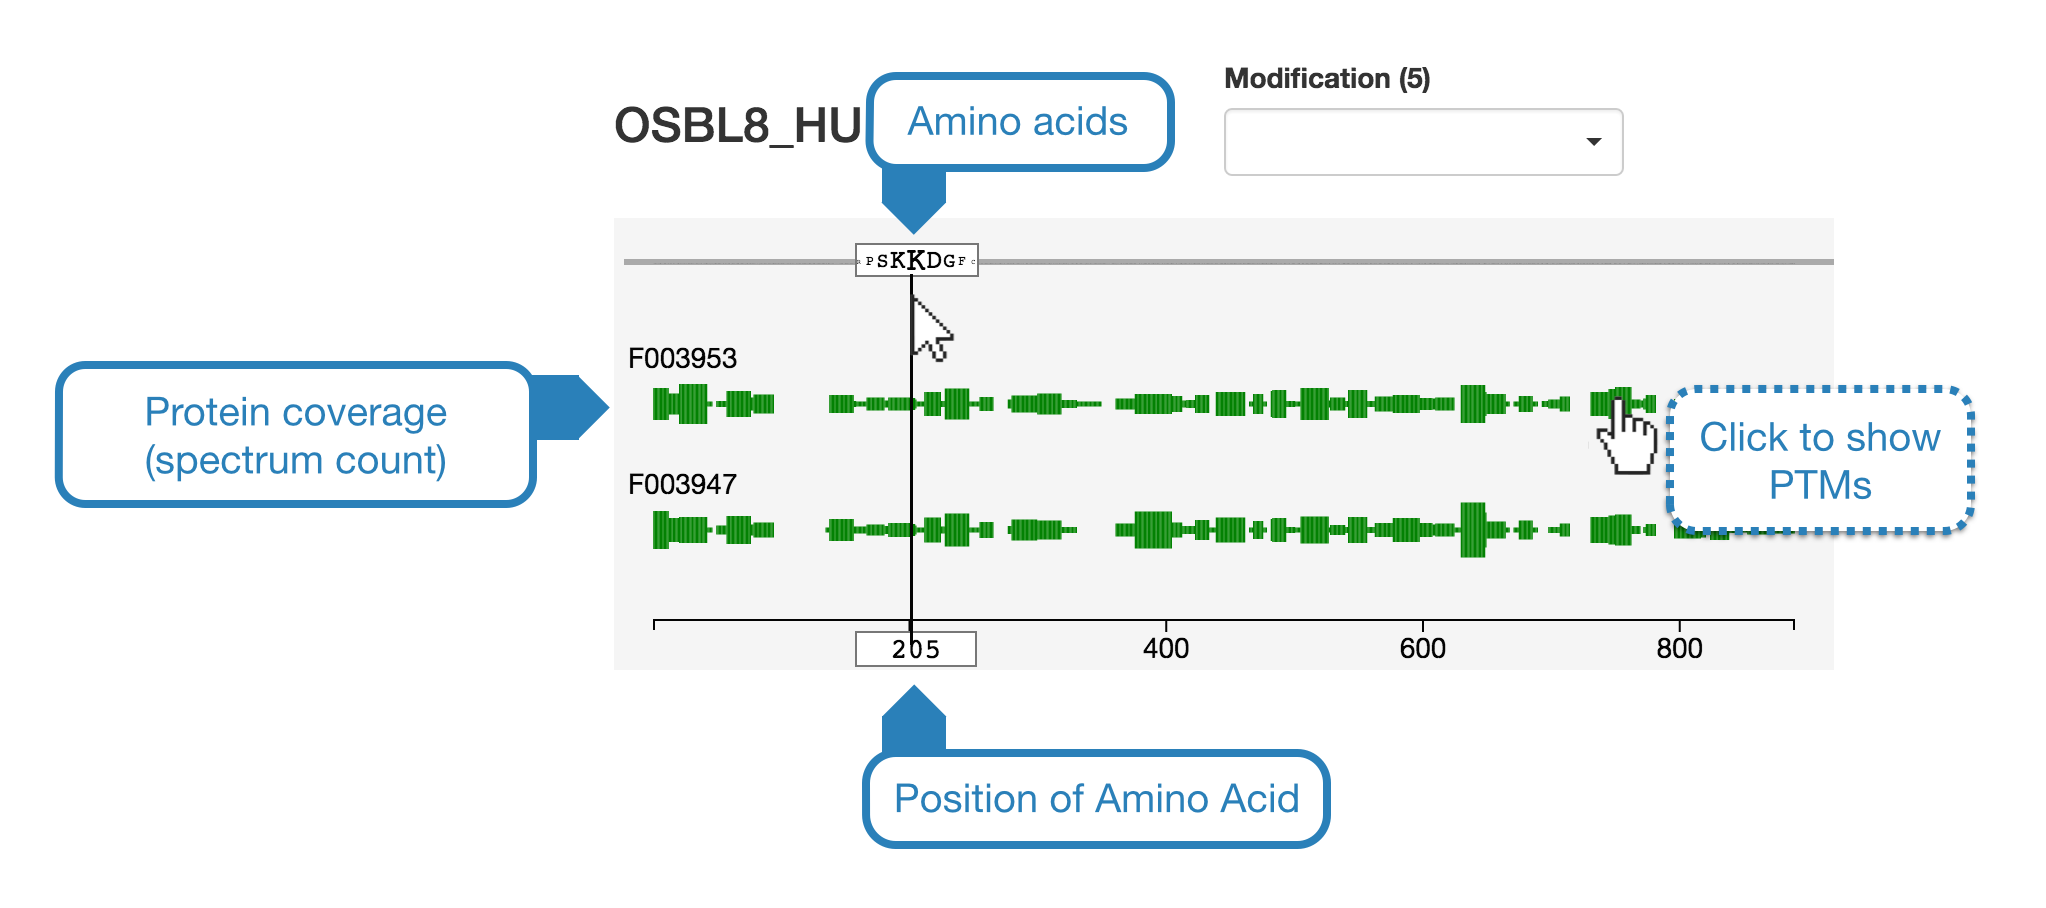 Modification (5)
OSBL8_HU
Amino acids
PSKKDGF
F003953
Protein coverage
(spectrum count)
Click to show
PTMs
F003947
205
400
600
800
Position of Amino Acid